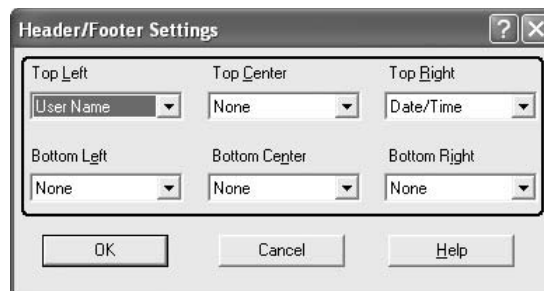 Header/Footer Settings
Top Left Top Center Top Right
User Name None Date/Time
Bottom Left Bottom Center Bottom Right
None None None
OK Cancel Help